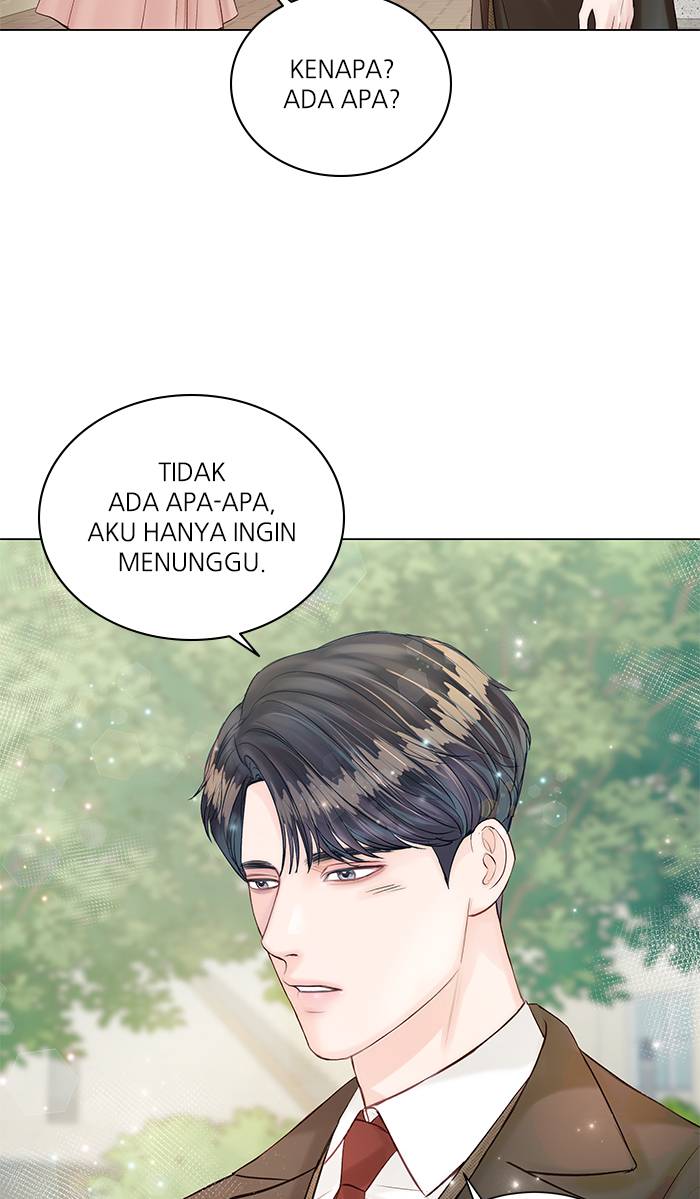 KENAPA?
ADA APA?
TIDAK
ADA APA-APA,
AKU HANYA INGIN
MENUNGGU.